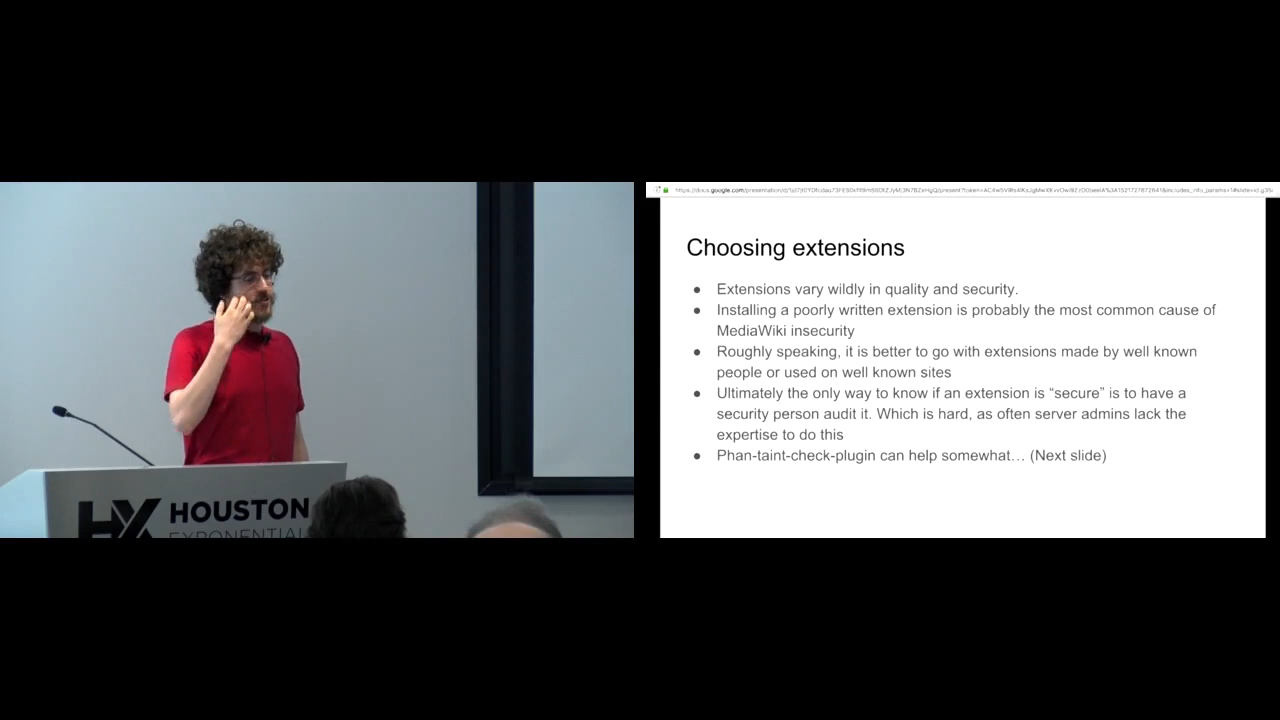 HX HOUSTON
EXPONENTIAL
Choosing extensions
● Extensions vary wildly in quality and security.
● Installing a poorly written extension is probably the most common cause of
MediaWiki insecurity
● Roughly speaking, it is better to go with extensions made by well known
people or used on well known sites
● Ultimately the only way to know if an extension is “secure” is to have a
security person audit it. Which is hard, as often server admins lack the
expertise to do this
● Phan-taint-check-plugin can help somewhat… (Next slide)